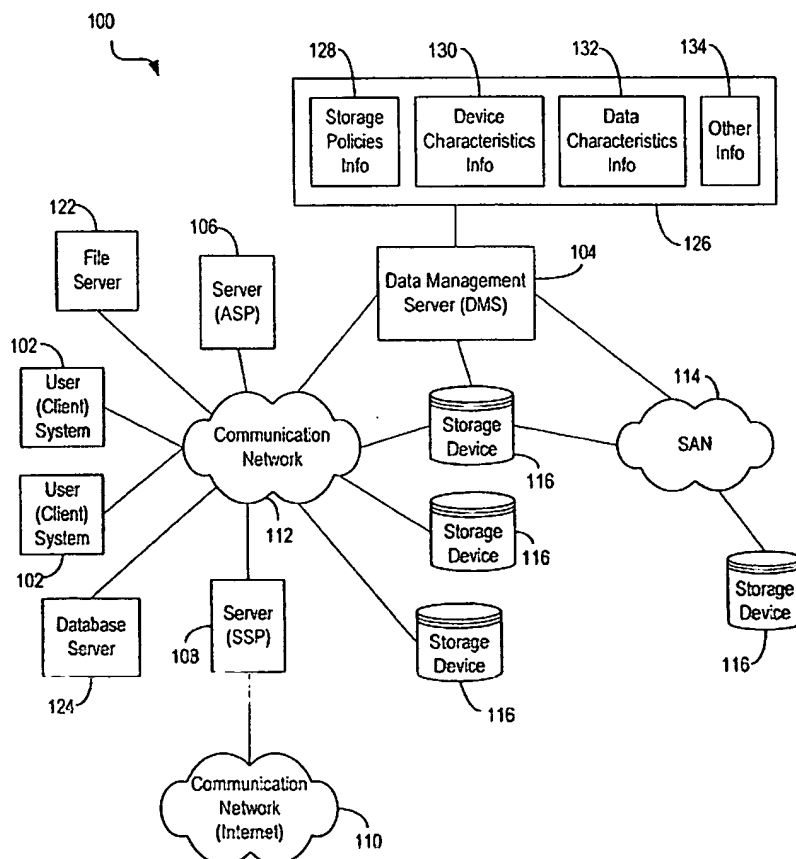 100
128
130
132
134
Storage
Policies
Info
Device
Characteristics
Info
Data
Characteristics
Info
Other
Info
126
122
File
Server
106
Server
(ASP)
104
Data Management
Server (DMS)
102
User
(Client)
System
Communication
Network
112
Storage
Device
116
114
SAN
User
(Client)
System
102
Storage
Device
116
Storage
Device
116
Database
Server
124
Server
(SSP)
108
Storage
Device
116
Communication
Network
(Internet)
110